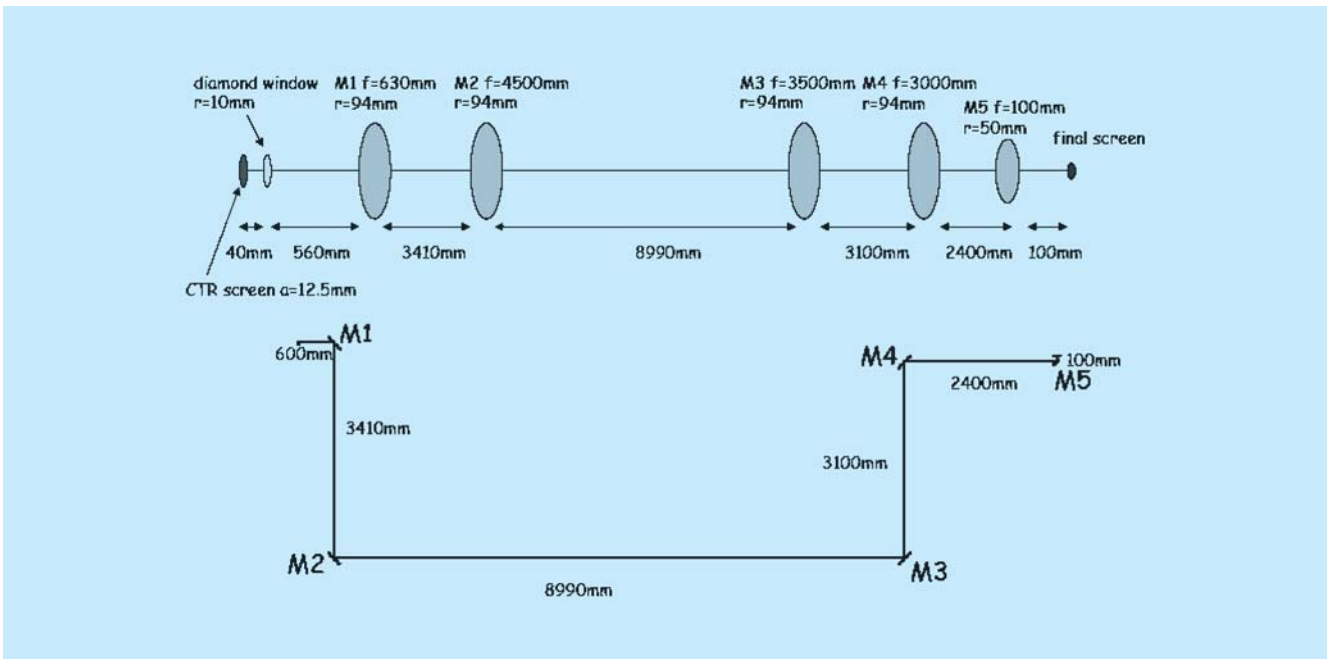 diamond window
r=10mm
M1 f=630mm
r=94mm
M2 f=4500mm
r=94mm
M3 f=3500mm
r=94mm
M4 f=3000mm
r=94mm
M5 f=100mm
r=50mm
final screen
40mm
560mm
3410mm
8990mm
3100mm
2400mm
100mm
CTR screen a=12.5mm
M1
600mm
3410mm
M2
8990mm
M3
3100mm
M4
2400mm
100mm
M5